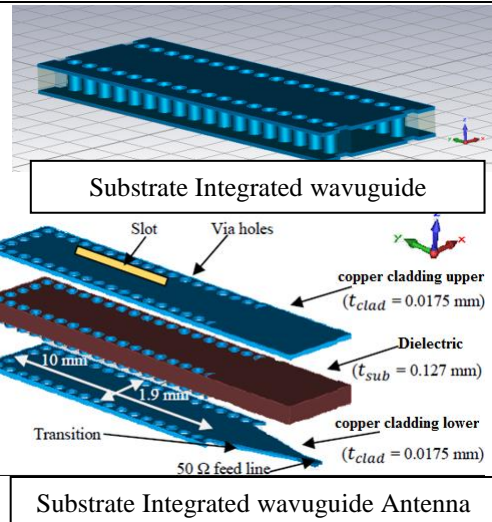 Substrate Integrated wavuguide
Slot
Via holes
copper cladding upper
(t_clad = 0.0175 mm)
Dielectric
(t_sub = 0.127 mm)
10 mm
1.9 mm
copper cladding lower
Transition
(t_clad = 0.0175 mm)
50 Ω feed line
Substrate Integrated wavuguide Antenna